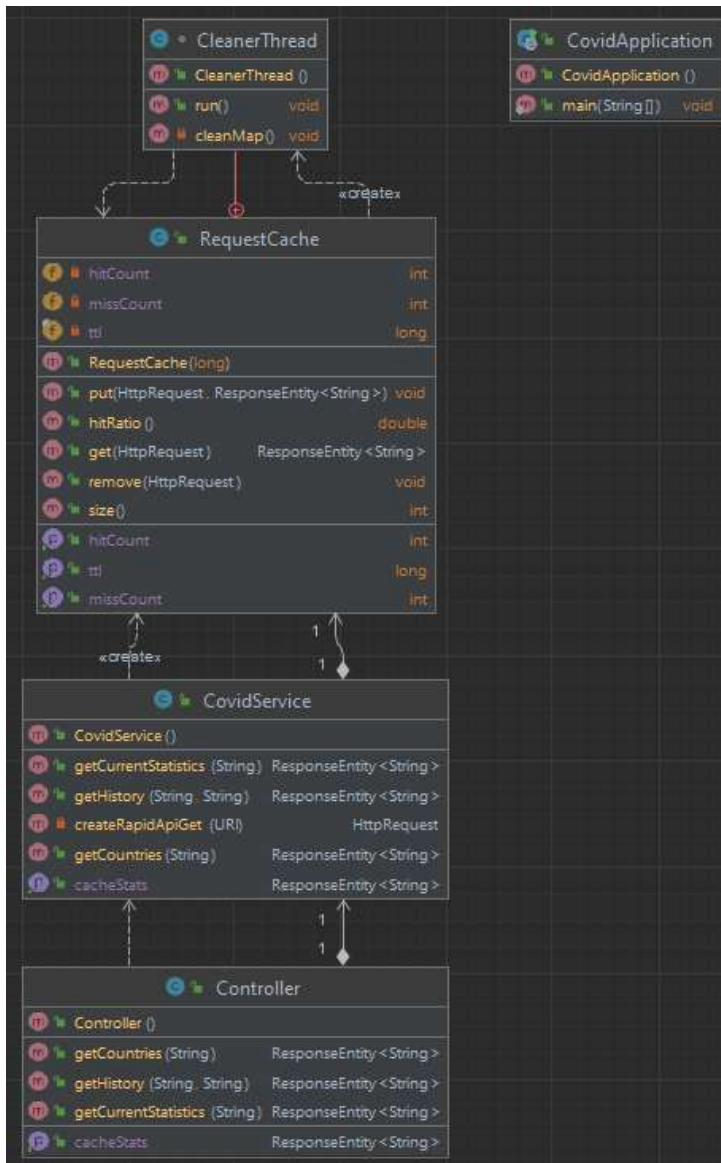 CleanerThread
CleanerThread ()
run() void
cleanMap() void
CovidApplication
CovidApplication ()
main(String[]) void
«create»
RequestCache
hitCount int
missCount int
ttl long
RequestCache(long)
put(HttpRequest, ResponseEntity<String>) void
hitRatio () double
get(HttpRequest) ResponseEntity<String>
remove(HttpRequest) void
size() int
hitCount int
ttl long
missCount int
1
«create» 1
CovidService
CovidService ()
getCurrentStatistics (String) ResponseEntity<String>
getHistory (String, String) ResponseEntity<String>
createRapidApiGet (URI) HttpRequest
getCountries (String) ResponseEntity<String>
cacheStats ResponseEntity<String>
1
1
Controller
Controller ()
getCountries (String) ResponseEntity<String>
getHistory (String, String) ResponseEntity<String>
getCurrentStatistics (String) ResponseEntity<String>
cacheStats ResponseEntity<String>